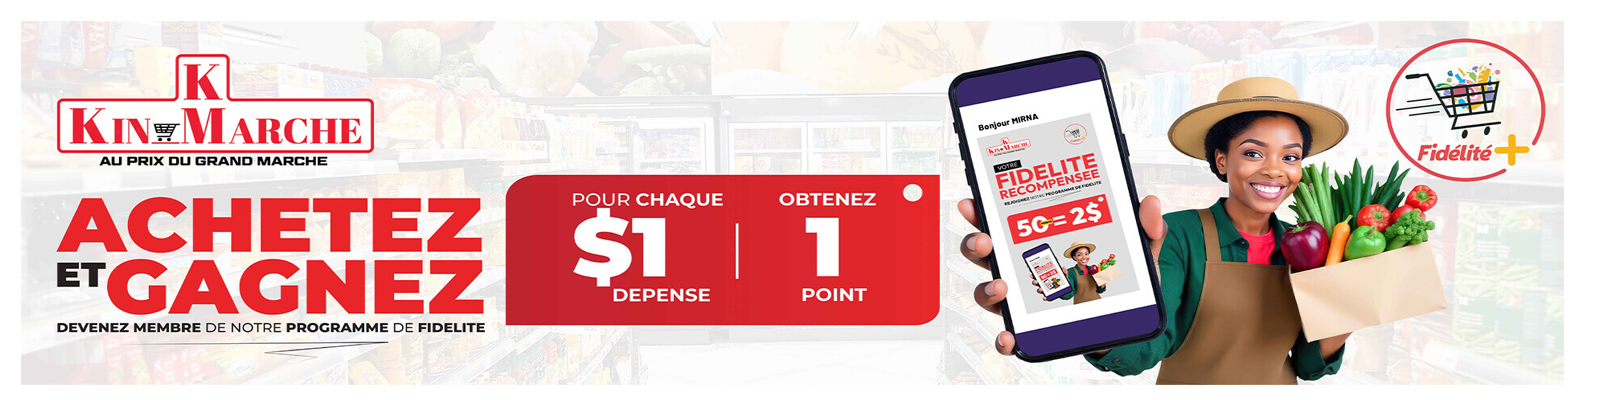 K
KIN MARCHE
AU PRIX DU GRAND MARCHE
ACHETEZ
ET GAGNEZ
DEVENEZ MEMBRE DE NOTRE PROGRAMME DE FIDELITE
POUR CHAQUE
$1
DEPENSE
OBTENEZ
1
POINT
Bonjour MIRNA
KIN MARCHE
VOTRE
FIDELITE
RECOMPENSEE
REJOIGNEZ NOTRE PROGRAMME DE FIDELITE
50 = 2$*
Fidélité +